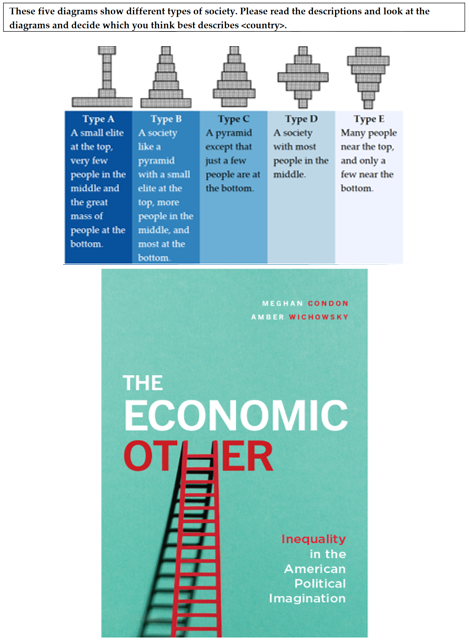 These five diagrams show different types of society. Please read the descriptions and look at the
diagrams and decide which you think best describes <country>.
Type A
A small elite
at the top,
very few
people in the
middle and
the great
mass of
people at the
bottom.
Type B
A society
like a
pyramid
with a small
elite at the
top, more
people in the
middle, and
most at the
bottom.
Type C
A pyramid
except that
just a few
people are at
the bottom.
Type D
A society
with most
people in the
middle.
Type E
Many people
near the top,
and only a
few near the
bottom.
MEGHAN CONDON
AMBER WICHOWSKY
THE
ECONOMIC
OTHER
Inequality
in the
American
Political
Imagination